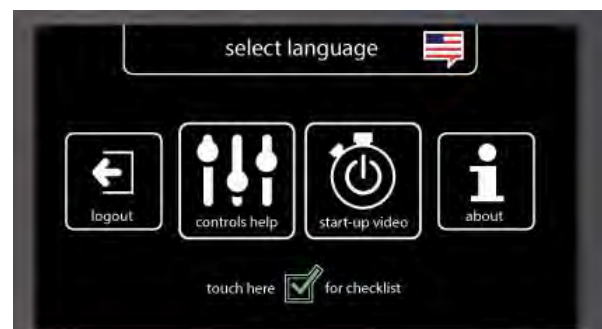 select language
logout
controls help
start-up video
about
touch here for checklist